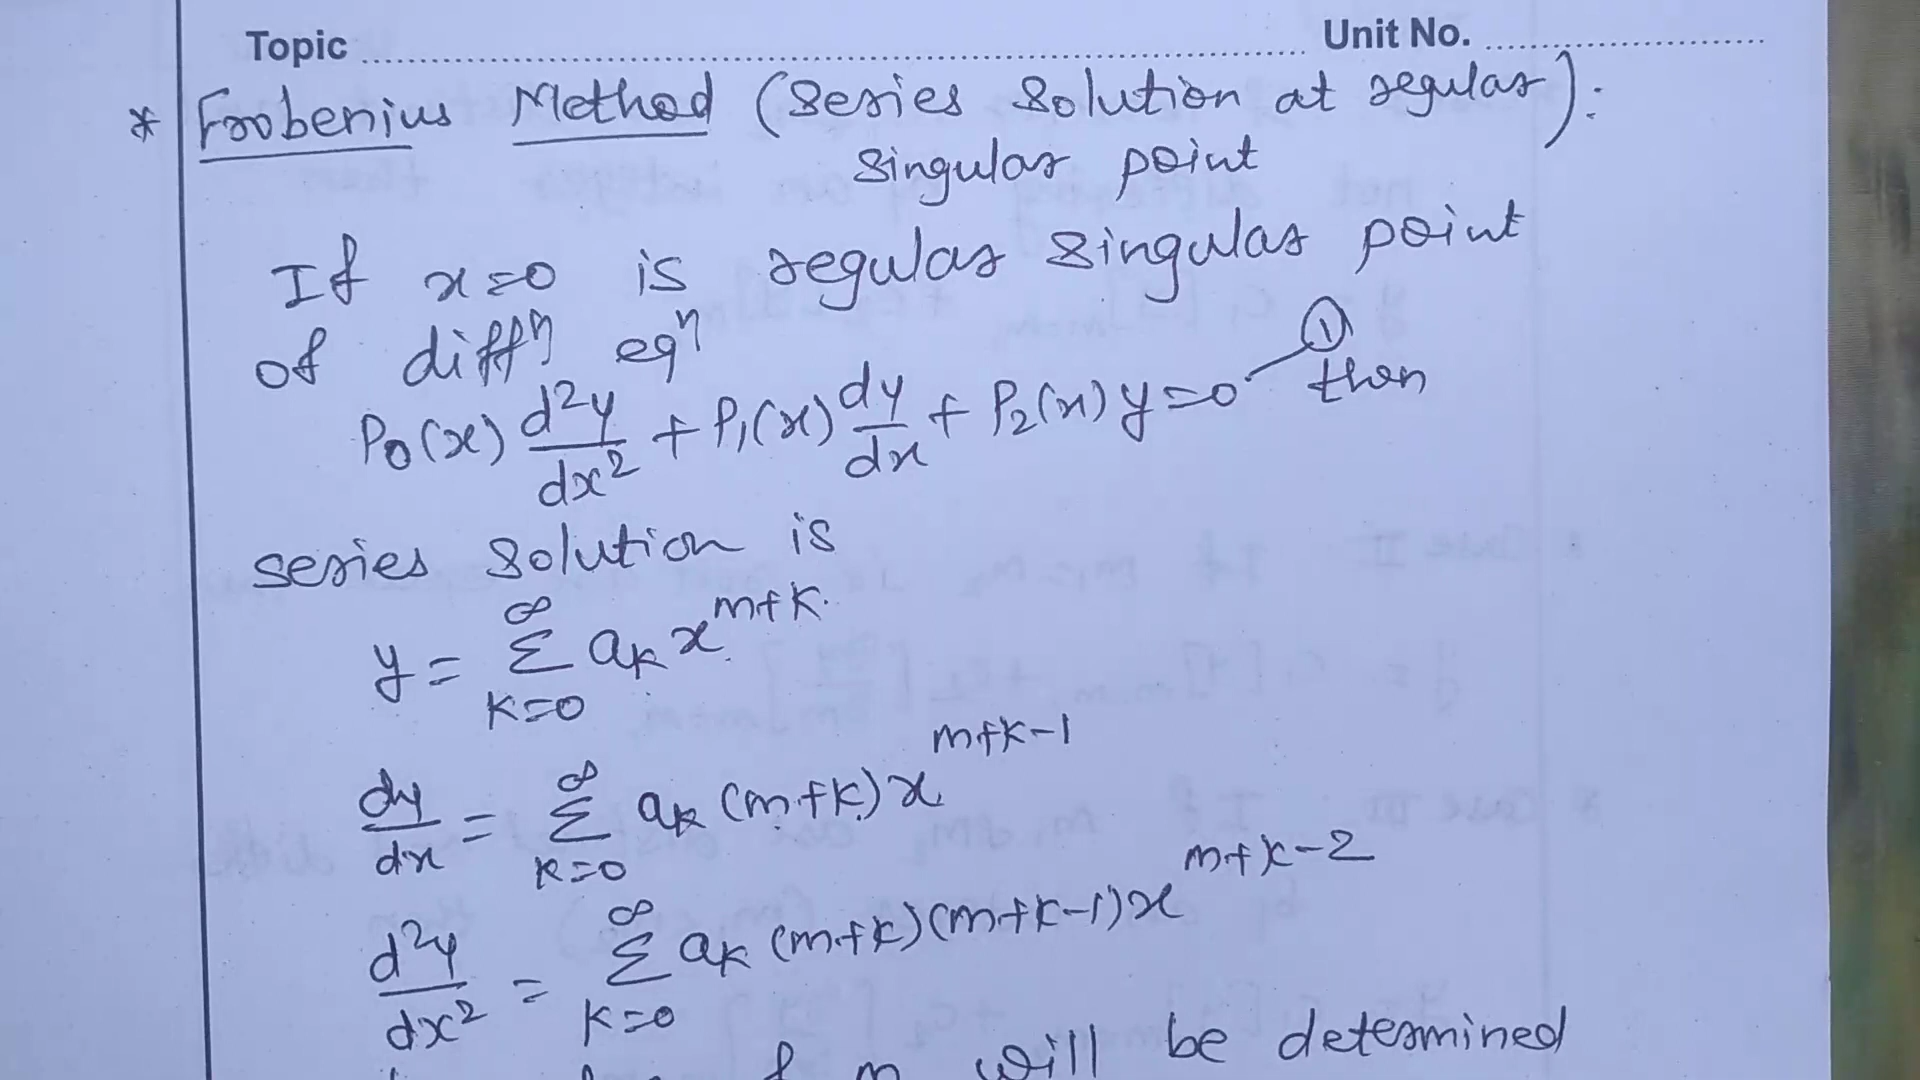 Topic ........ Unit No. ........
* Frobenius Method (Series Solution at regular singular point):
If x=0 is regular singular point
of diffⁿ eqⁿ
P₀(x) d²y/dx² + P₁(x) dy/dx + P₂(x) y = 0 — ① then
series solution is
y = Σ_{k=0}^{∞} a_k x^{m+k}
dy/dx = Σ_{k=0}^{∞} a_k (m+k) x^{m+k-1}
d²y/dx² = Σ_{k=0}^{∞} a_k (m+k)(m+k-1) x^{m+k-2}
m will be determined